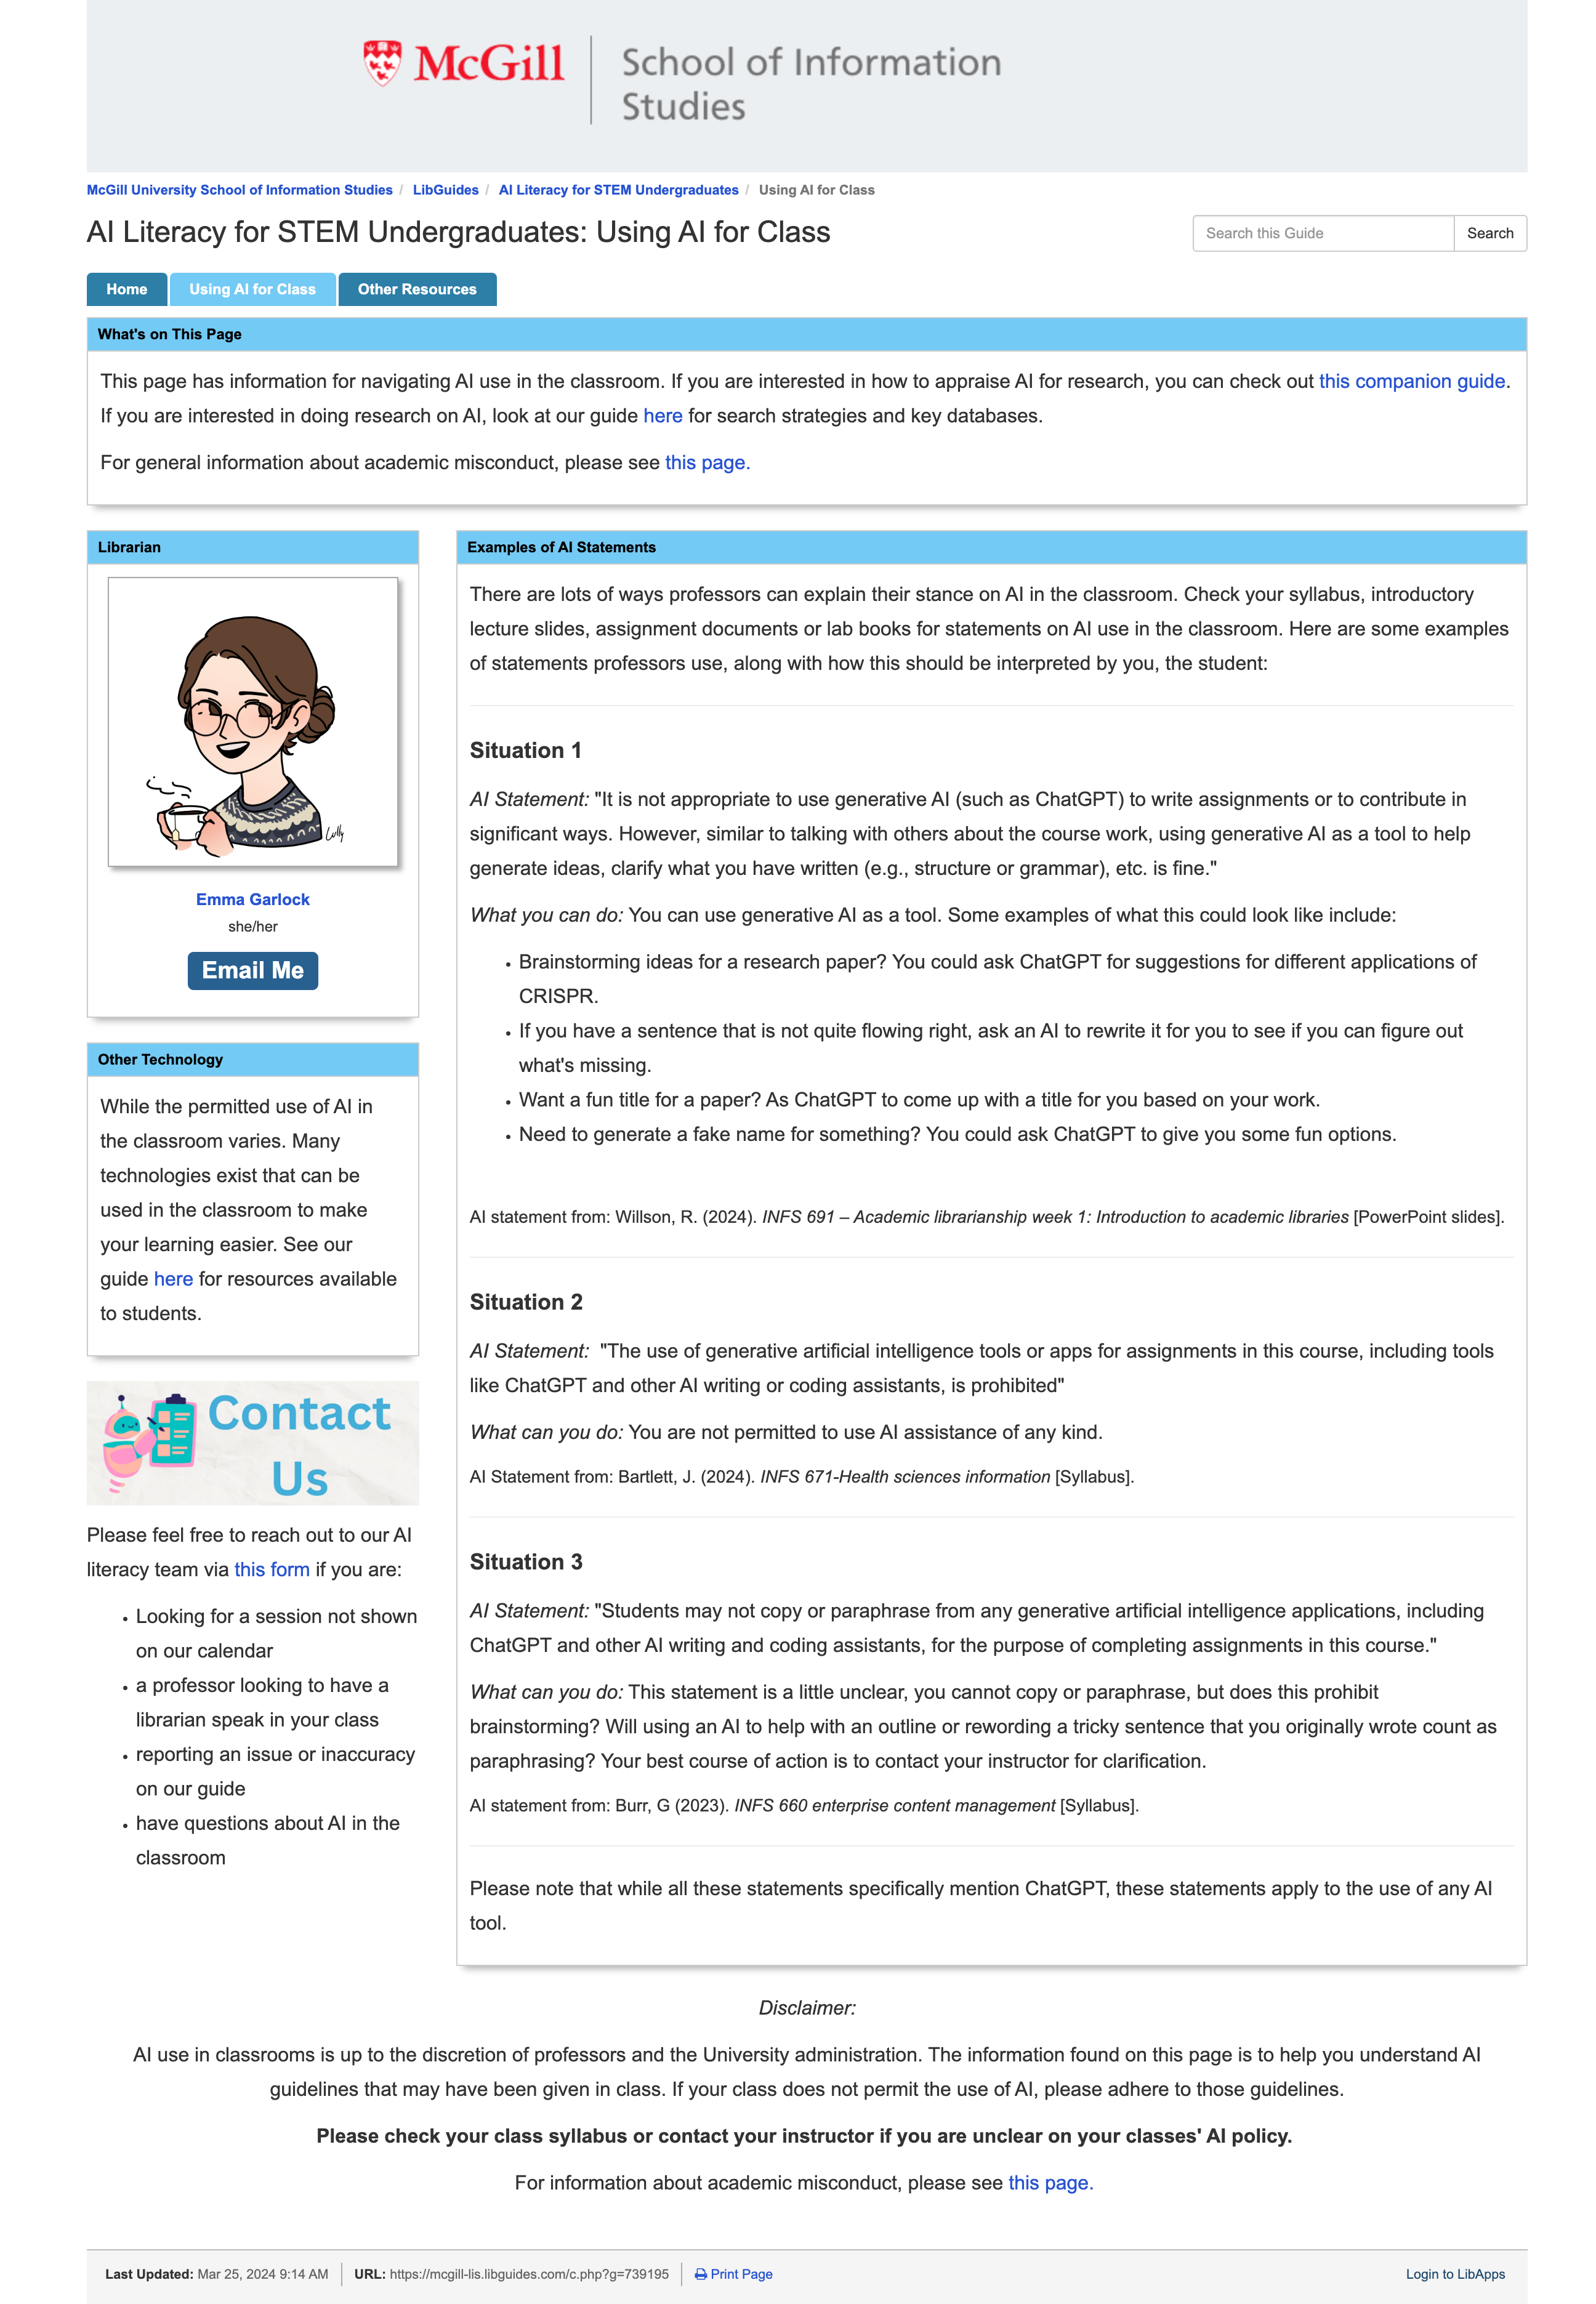 McGill
School of Information
Studies
McGill University School of Information Studies / LibGuides / AI Literacy for STEM Undergraduates / Using AI for Class
AI Literacy for STEM Undergraduates: Using AI for Class
Search this Guide
Search
Home
Using AI for Class
Other Resources
What's on This Page
This page has information for navigating AI use in the classroom. If you are interested in how to appraise AI for research, you can check out this companion guide.
If you are interested in doing research on AI, look at our guide here for search strategies and key databases.
For general information about academic misconduct, please see this page.
Librarian
Lully
Emma Garlock
she/her
Email Me
Other Technology
While the permitted use of AI in
the classroom varies. Many
technologies exist that can be
used in the classroom to make
your learning easier. See our
guide here for resources available
to students.
Contact
Us
Please feel free to reach out to our AI
literacy team via this form if you are:
• Looking for a session not shown
on our calendar
• a professor looking to have a
librarian speak in your class
• reporting an issue or inaccuracy
on our guide
• have questions about AI in the
classroom
Examples of AI Statements
There are lots of ways professors can explain their stance on AI in the classroom. Check your syllabus, introductory
lecture slides, assignment documents or lab books for statements on AI use in the classroom. Here are some examples
of statements professors use, along with how this should be interpreted by you, the student:
Situation 1
AI Statement: "It is not appropriate to use generative AI (such as ChatGPT) to write assignments or to contribute in
significant ways. However, similar to talking with others about the course work, using generative AI as a tool to help
generate ideas, clarify what you have written (e.g., structure or grammar), etc. is fine."
What you can do: You can use generative AI as a tool. Some examples of what this could look like include:
• Brainstorming ideas for a research paper? You could ask ChatGPT for suggestions for different applications of
CRISPR.
• If you have a sentence that is not quite flowing right, ask an AI to rewrite it for you to see if you can figure out
what's missing.
• Want a fun title for a paper? As ChatGPT to come up with a title for you based on your work.
• Need to generate a fake name for something? You could ask ChatGPT to give you some fun options.
AI statement from: Willson, R. (2024). INFS 691 – Academic librarianship week 1: Introduction to academic libraries [PowerPoint slides].
Situation 2
AI Statement: "The use of generative artificial intelligence tools or apps for assignments in this course, including tools
like ChatGPT and other AI writing or coding assistants, is prohibited"
What can you do: You are not permitted to use AI assistance of any kind.
AI Statement from: Bartlett, J. (2024). INFS 671-Health sciences information [Syllabus].
Situation 3
AI Statement: "Students may not copy or paraphrase from any generative artificial intelligence applications, including
ChatGPT and other AI writing and coding assistants, for the purpose of completing assignments in this course."
What can you do: This statement is a little unclear, you cannot copy or paraphrase, but does this prohibit
brainstorming? Will using an AI to help with an outline or rewording a tricky sentence that you originally wrote count as
paraphrasing? Your best course of action is to contact your instructor for clarification.
AI statement from: Burr, G (2023). INFS 660 enterprise content management [Syllabus].
Please note that while all these statements specifically mention ChatGPT, these statements apply to the use of any AI
tool.
Disclaimer:
AI use in classrooms is up to the discretion of professors and the University administration. The information found on this page is to help you understand AI
guidelines that may have been given in class. If your class does not permit the use of AI, please adhere to those guidelines.
Please check your class syllabus or contact your instructor if you are unclear on your classes' AI policy.
For information about academic misconduct, please see this page.
Last Updated: Mar 25, 2024 9:14 AM
URL: https://mcgill-lis.libguides.com/c.php?g=739195
Print Page
Login to LibApps